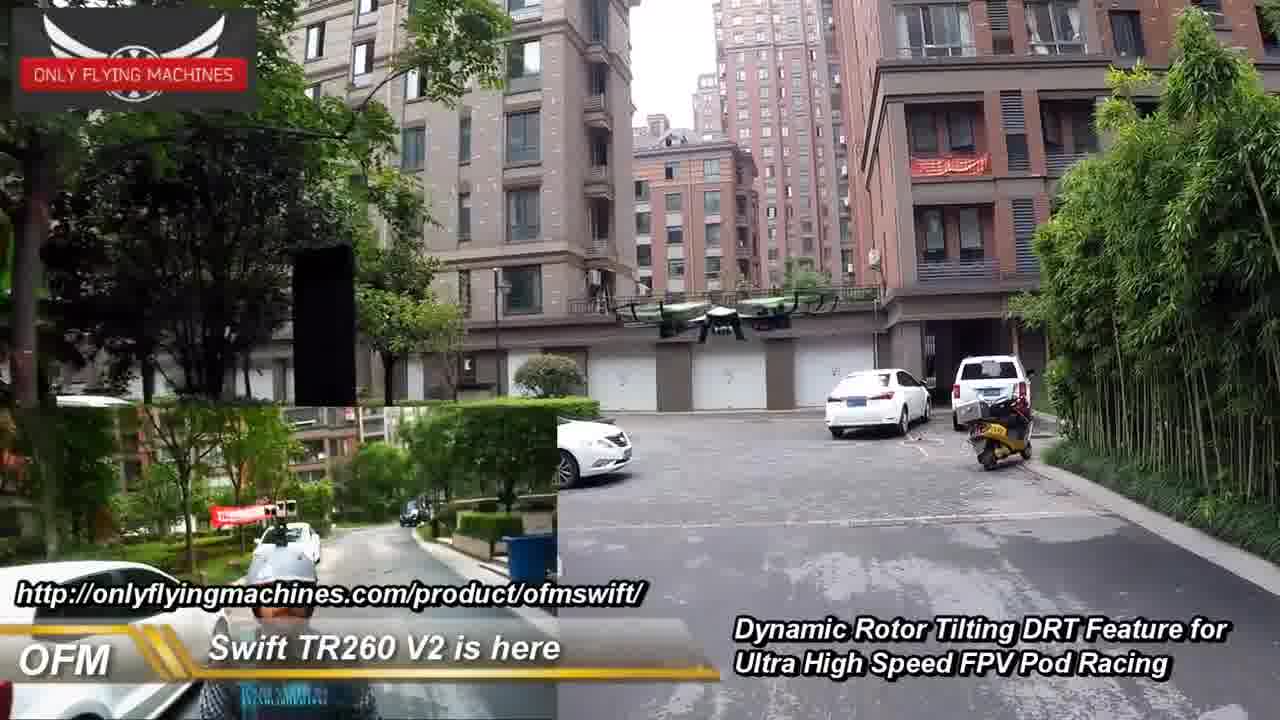 ONLY FLYING MACHINES
http://onlyflyingmachines.com/product/ofmswift/
OFM
Swift TR260 V2 is here
Dynamic Rotor Tilting DRT Feature for
Ultra High Speed FPV Pod Racing